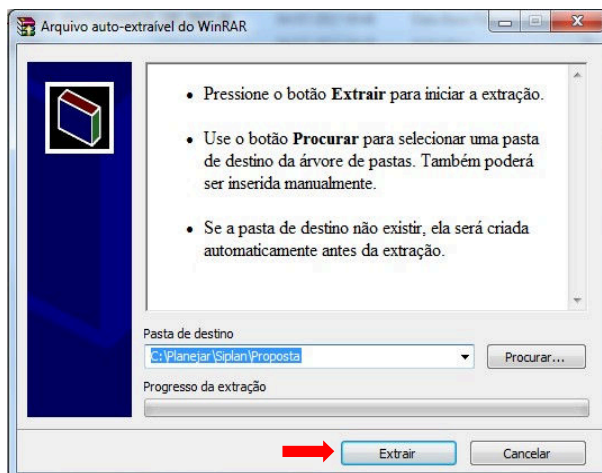 Arquivo auto-extraível do WinRAR
• Pressione o botão Extrair para iniciar a extração.
• Use o botão Procurar para selecionar uma pasta
de destino da árvore de pastas. Também poderá
ser inserida manualmente.
• Se a pasta de destino não existir, ela será criada
automaticamente antes da extração.
Pasta de destino
C:\Planejar\Siplan\Proposta
Procurar...
Progresso da extração
Extrair
Cancelar